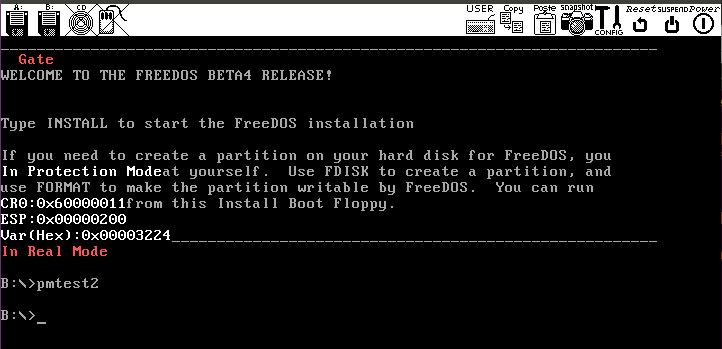 A:
B:
CD
USER
Copy
Paste
snapshot
CONFIG
Reset
SUSPEND
Power
Gate
WELCOME TO THE FREEDOS BETA4 RELEASE!
Type INSTALL to start the FreeDOS installation
If you need to create a partition on your hard disk for FreeDOS, you
In Protection Modeat yourself.  Use FDISK to create a partition, and
use FORMAT to make the partition writable by FreeDOS.  You can run
CR0:0x60000011from this Install Boot Floppy.
ESP:0x00000200
Var(Hex):0x00003224
In Real Mode
B:\>pmtest2
B:\>_